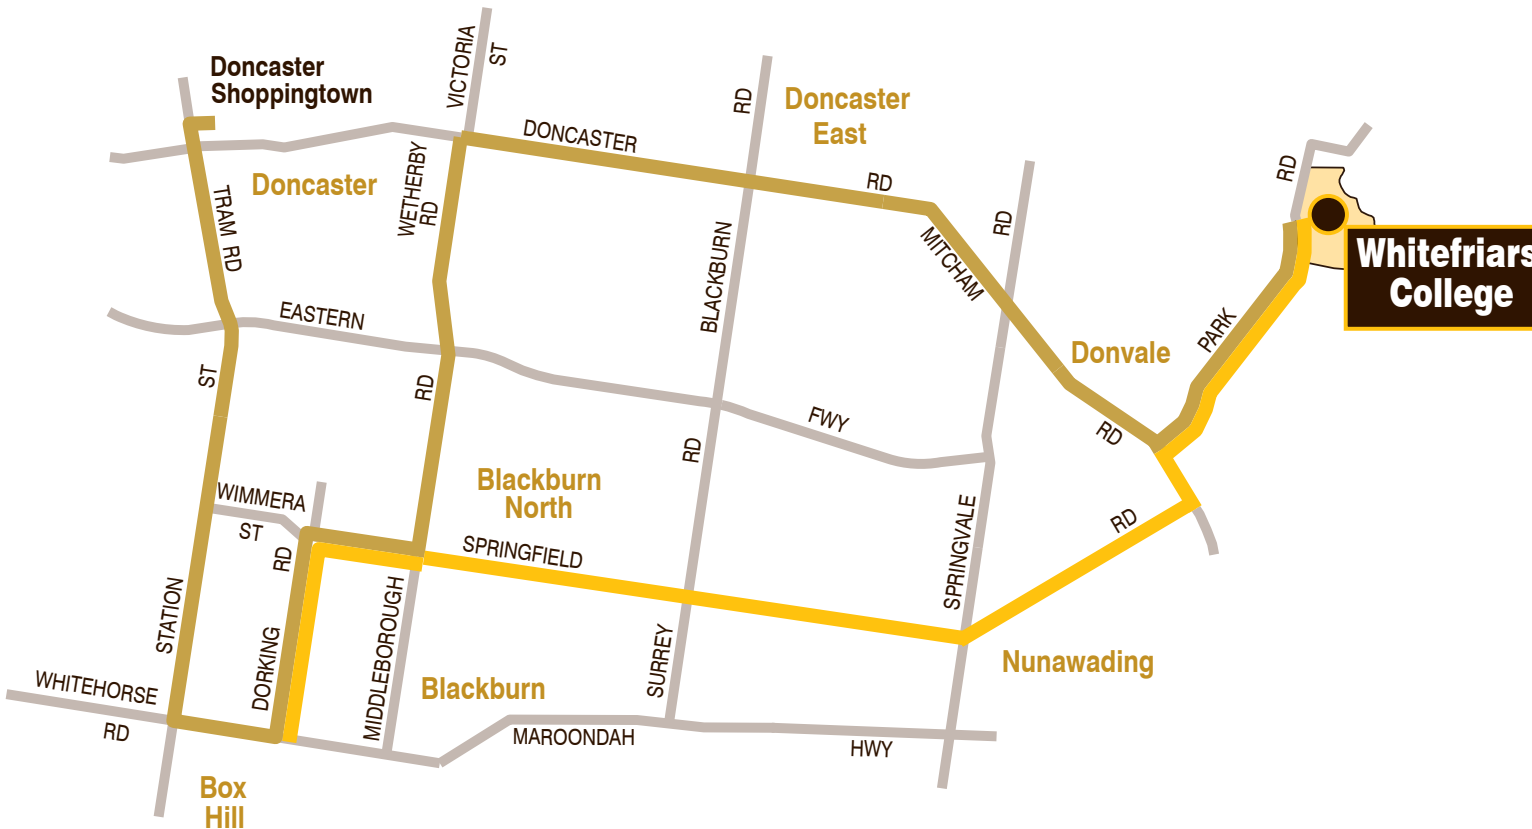 Doncaster
Shoppingtown
VICTORIA
ST
RD
Doncaster
East
DONCASTER
RD
Doncaster
WETHERBY
RD
TRAM RD
BLACKBURN
MITCHAM
RD
RD
Whitefriars
College
EASTERN
PARK
Donvale
ST
RD
FWY
RD
RD
Blackburn
North
WIMMERA
ST
RD
SPRINGFIELD
RD
SPRINGVALE
STATION
DORKING
MIDDLEBOROUGH
SURREY
Nunawading
WHITEHORSE
RD
Blackburn
MAROONDAH
HWY
Box
Hill